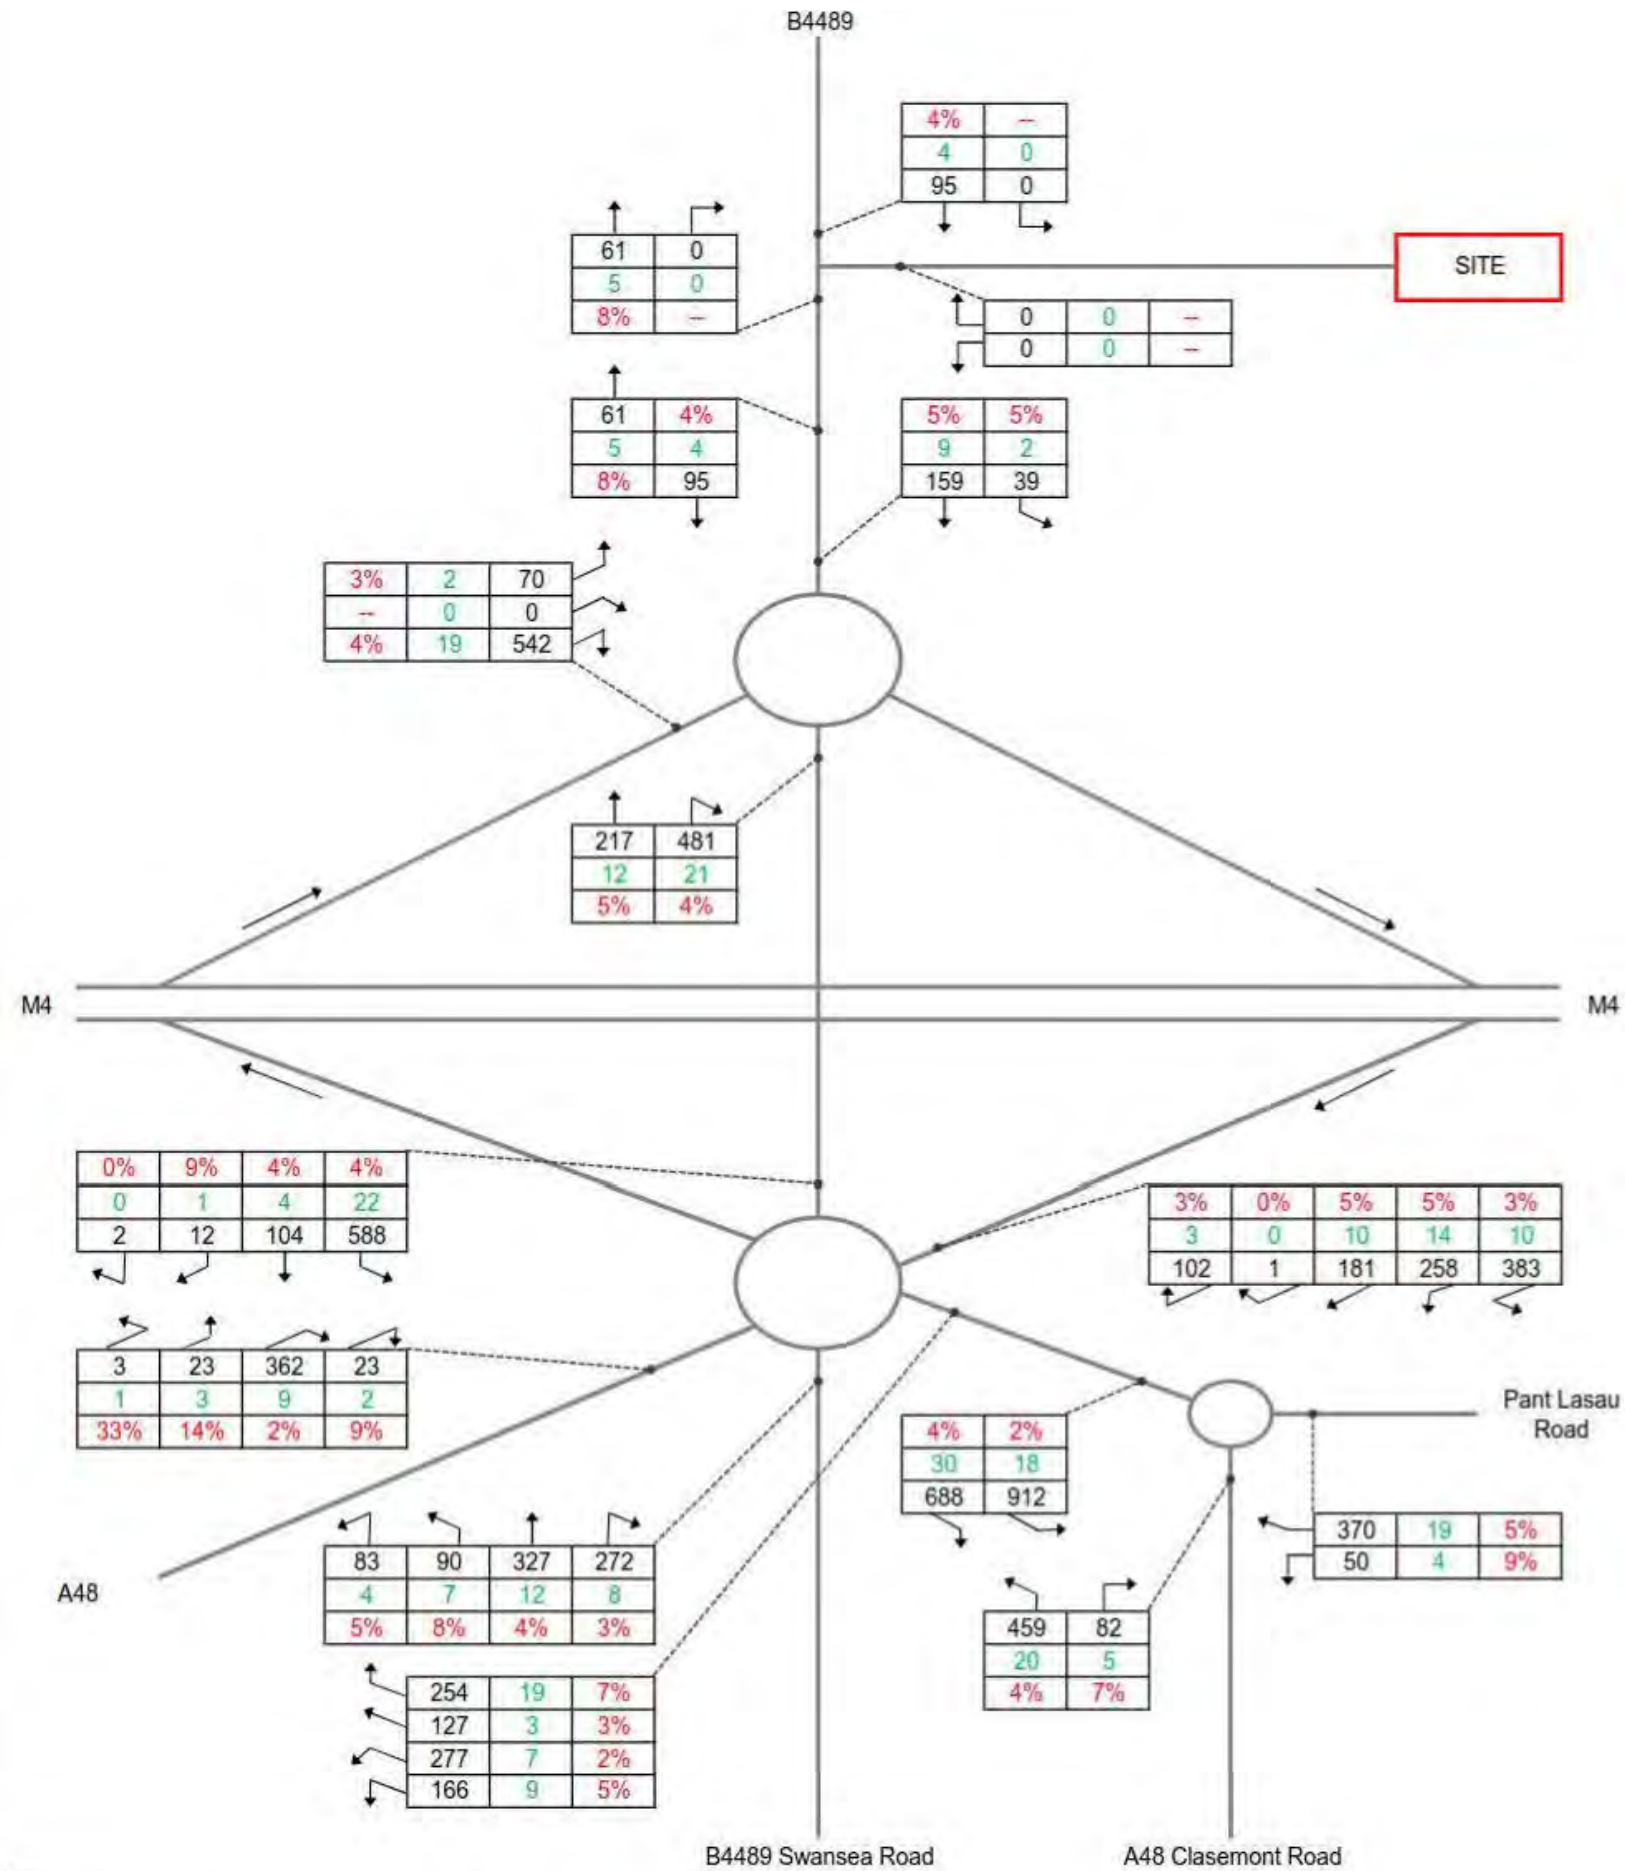 B4489
4% --
4 0
95 0
61 0
5 0
8% --
SITE
0 0 --
0 0 --
61 4%
5 4
8% 95
5% 5%
9 2
159 39
3% 2 70
-- 0 0
4% 19 542
217 481
12 21
5% 4%
M4
M4
0% 9% 4% 4%
0 1 4 22
2 12 104 588
3% 0% 5% 5% 3%
3 0 10 14 10
102 1 181 258 383
3 23 362 23
1 3 9 2
33% 14% 2% 9%
Pant Lasau
Road
4% 2%
30 18
688 912
370 19 5%
50 4 9%
A48
83 90 327 272
4 7 12 8
5% 8% 4% 3%
459 82
20 5
4% 7%
254 19 7%
127 3 3%
277 7 2%
166 9 5%
B4489 Swansea Road
A48 Clasemont Road